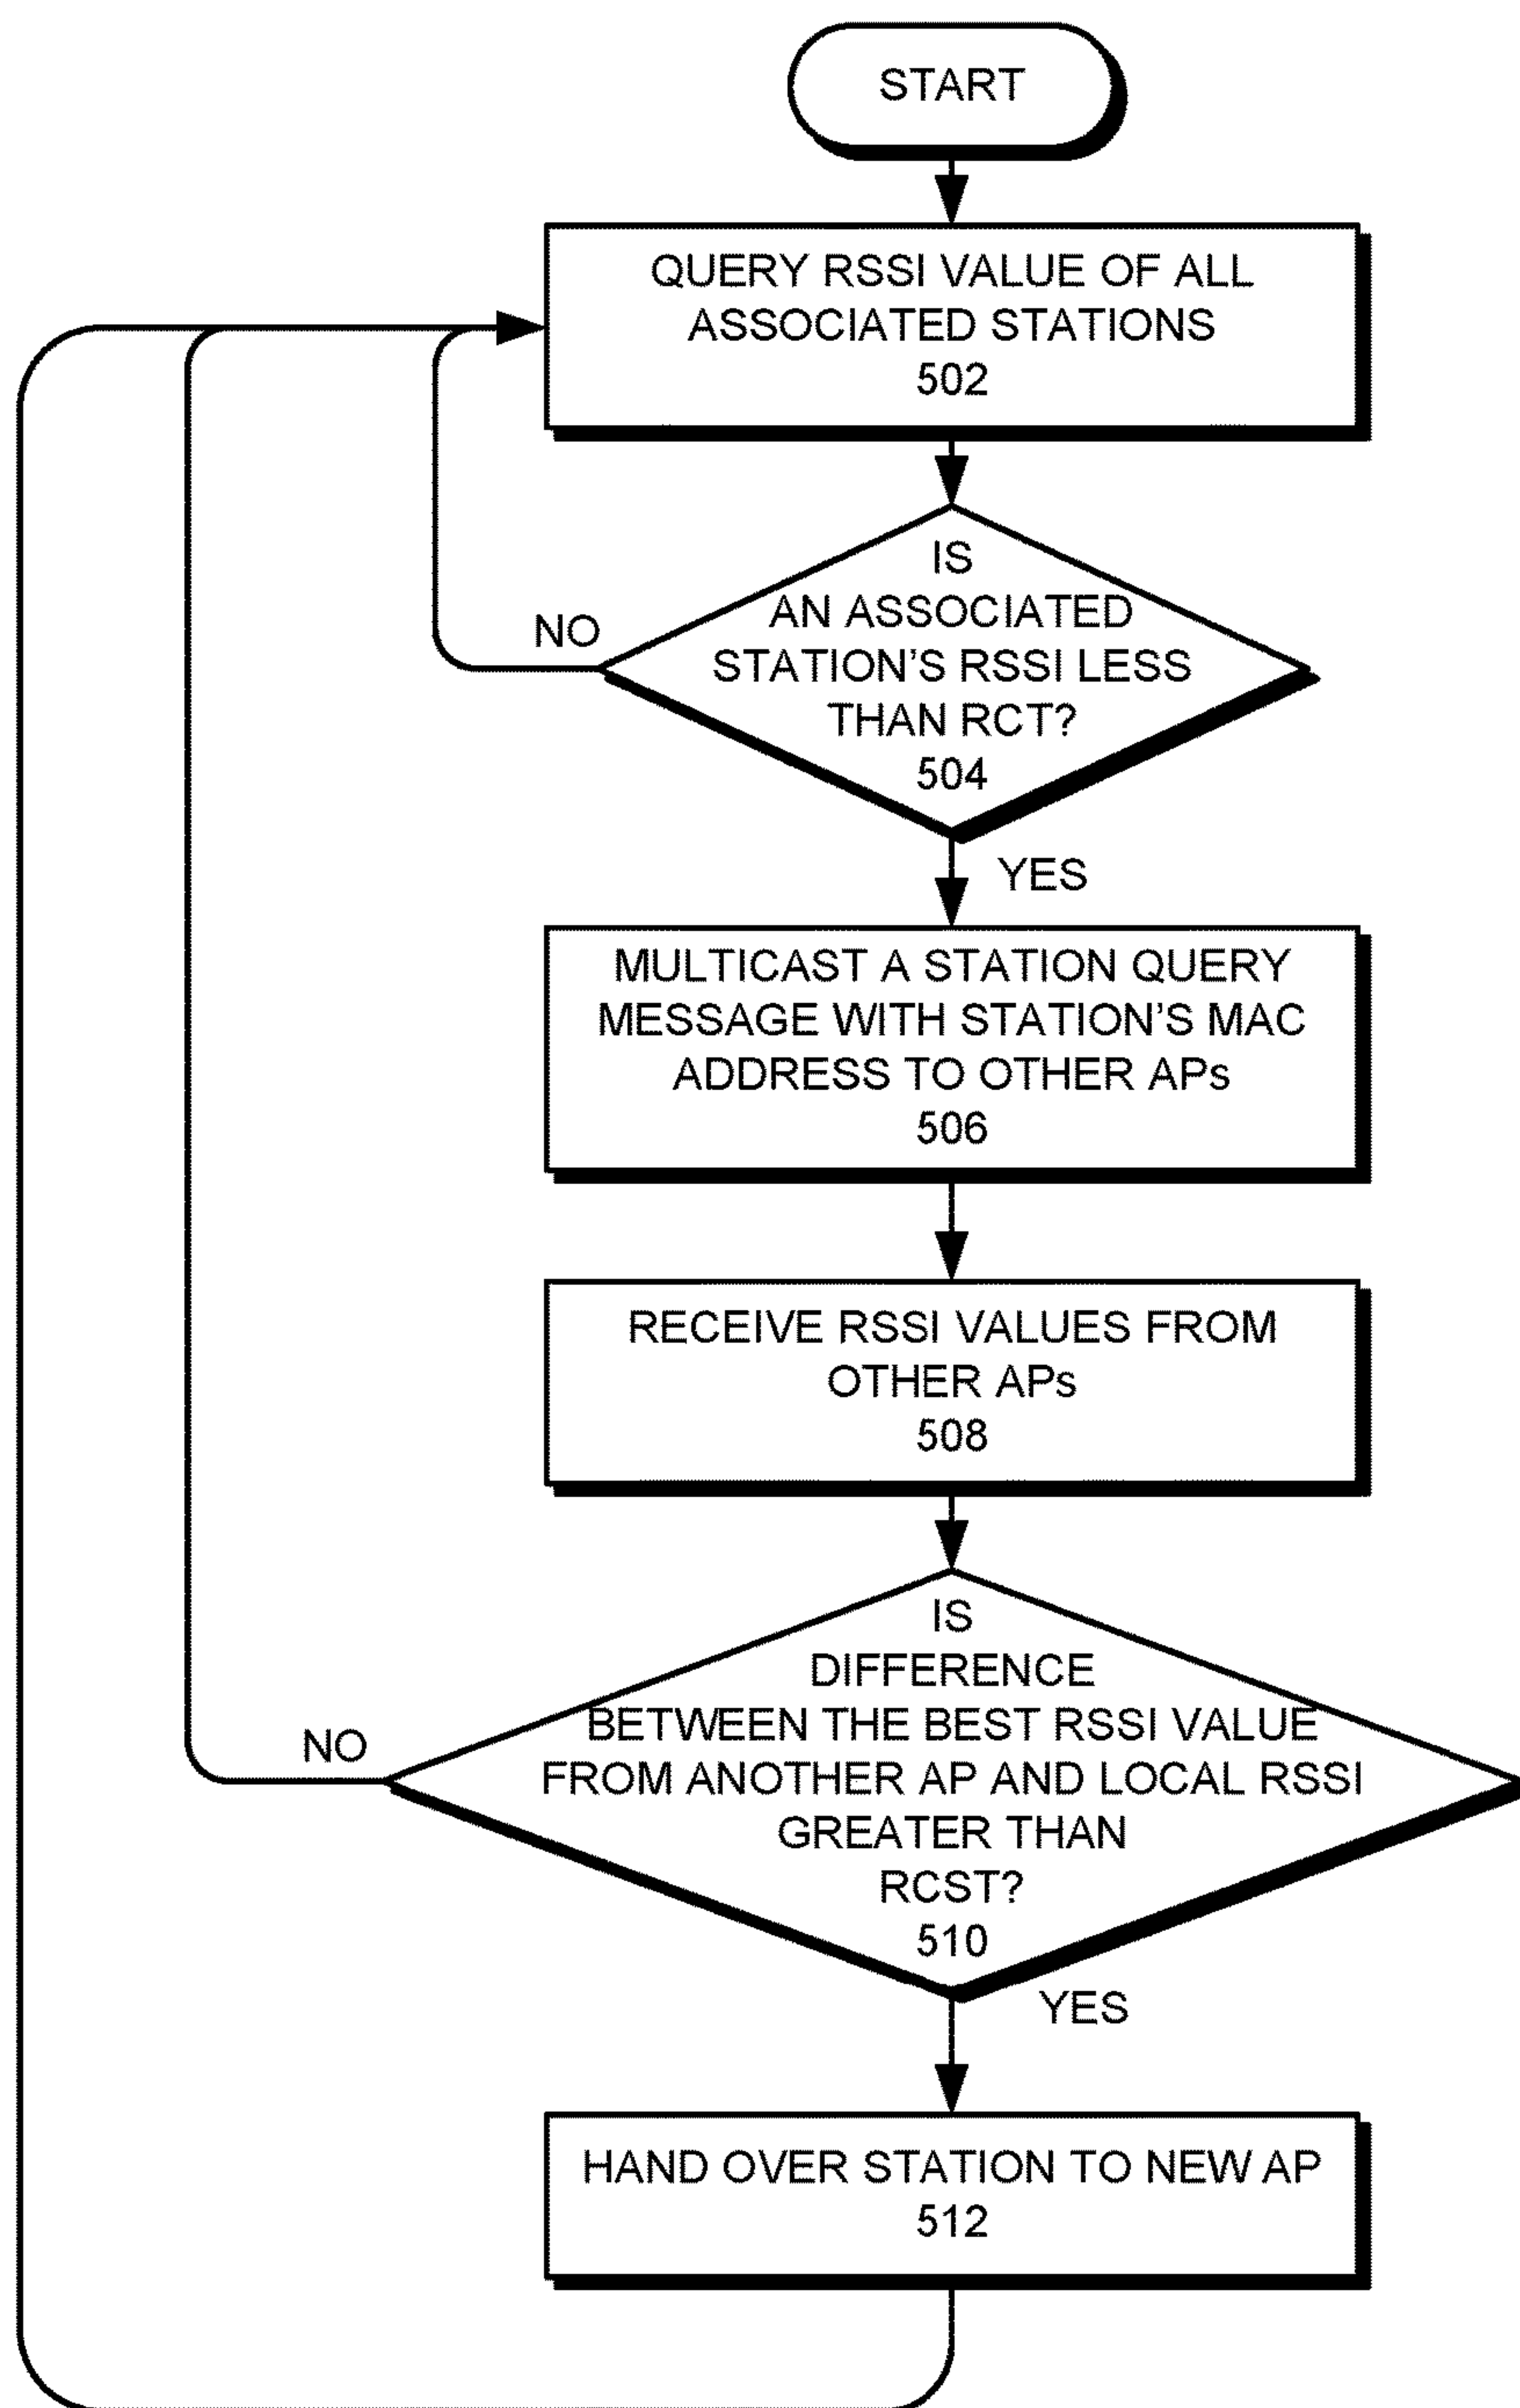 START
QUERY RSSI VALUE OF ALL
ASSOCIATED STATIONS
502
IS
AN ASSOCIATED
STATION'S RSSI LESS
THAN RCT?
504
NO
YES
MULTICAST A STATION QUERY
MESSAGE WITH STATION'S MAC
ADDRESS TO OTHER APs
506
RECEIVE RSSI VALUES FROM
OTHER APs
508
IS
DIFFERENCE
BETWEEN THE BEST RSSI VALUE
FROM ANOTHER AP AND LOCAL RSSI
GREATER THAN
RCST?
510
NO
YES
HAND OVER STATION TO NEW AP
512